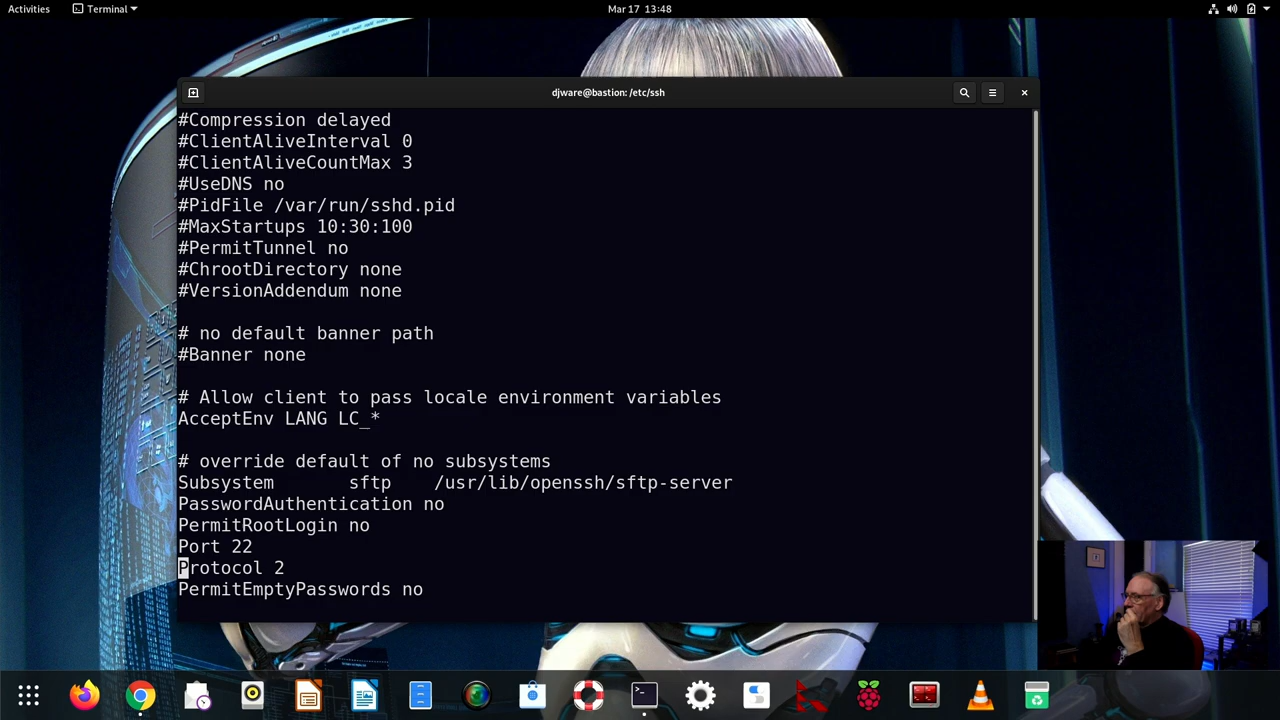 Activities
Terminal
Mar 17 13:48
djware@bastion: /etc/ssh
#Compression delayed
#ClientAliveInterval 0
#ClientAliveCountMax 3
#UseDNS no
#PidFile /var/run/sshd.pid
#MaxStartups 10:30:100
#PermitTunnel no
#ChrootDirectory none
#VersionAddendum none
# no default banner path
#Banner none
# Allow client to pass locale environment variables
AcceptEnv LANG LC_*
# override default of no subsystems
Subsystem sftp /usr/lib/openssh/sftp-server
PasswordAuthentication no
PermitRootLogin no
Port 22
Protocol 2
PermitEmptyPasswords no